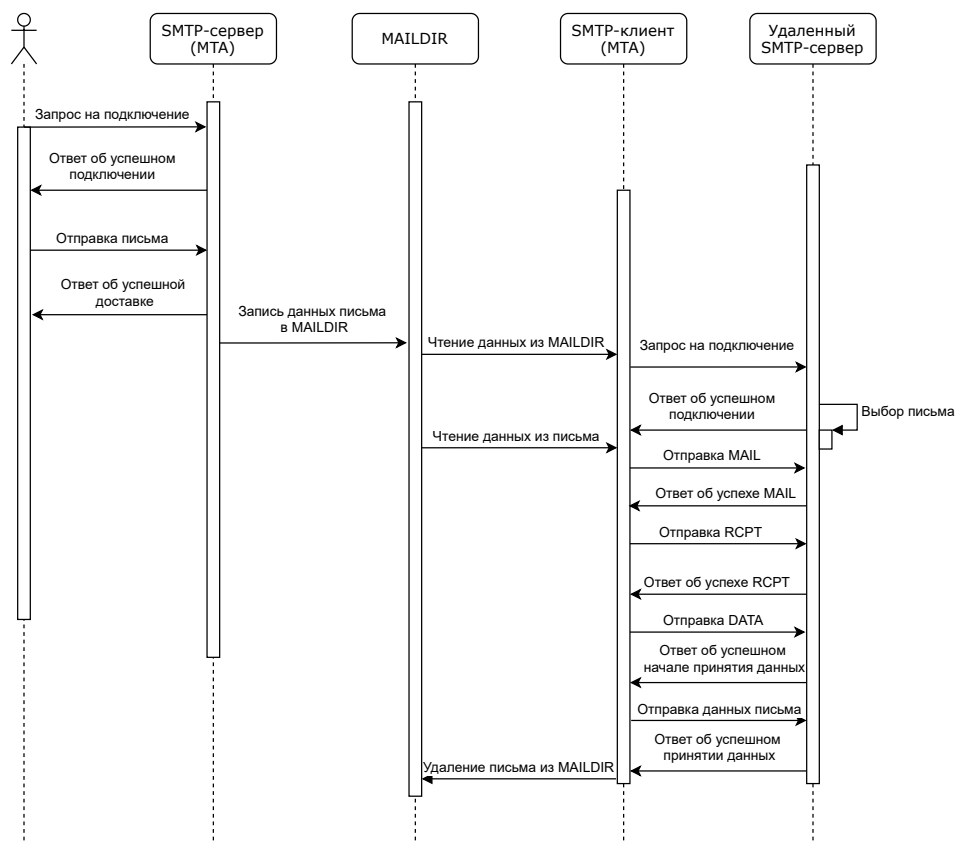 SMTP-сервер
(MTA)
MAILDIR
SMTP-клиент
(MTA)
Удаленный
SMTP-сервер
Запрос на подключение
Ответ об успешном
подключении
Отправка письма
Ответ об успешной
доставке
Запись данных письма
в MAILDIR
Чтение данных из MAILDIR
Запрос на подключение
Ответ об успешном
подключении
Выбор письма
Чтение данных из письма
Отправка MAIL
Ответ об успехе MAIL
Отправка RCPT
Ответ об успехе RCPT
Отправка DATA
Ответ об успешном
начале принятия данных
Отправка данных письма
Ответ об успешном
принятии данных
Удаление письма из MAILDIR